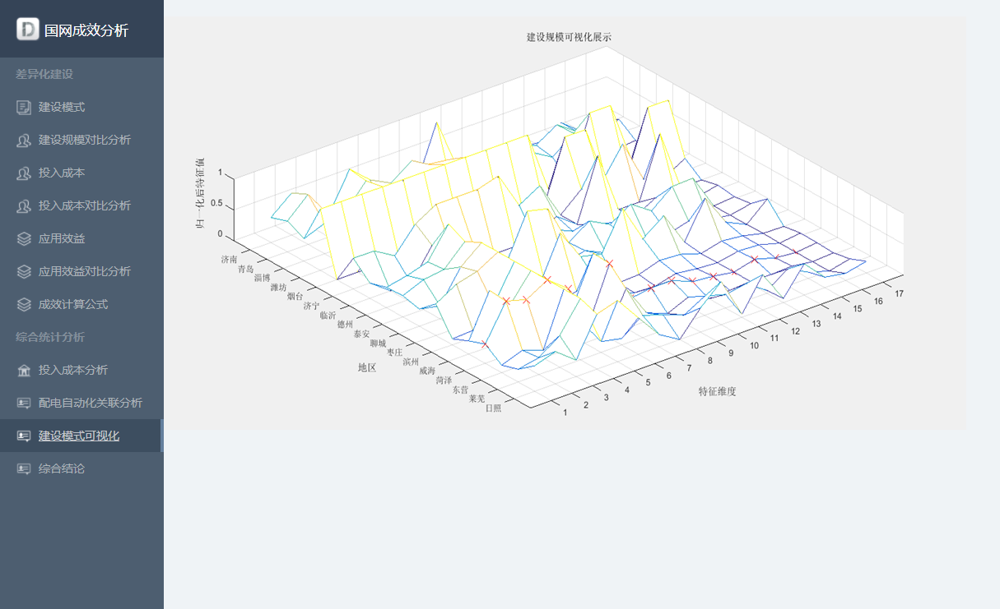 国网成效分析
差异化建设
建设模式
建设规模对比分析
投入成本
投入成本对比分析
应用效益
应用效益对比分析
成效计算公式
综合统计分析
投入成本分析
配电自动化关联分析
建设模式可视化
综合结论
建设规模可视化展示
归一化后特征值
1
0.5
0
济南
青岛
淄博
潍坊
烟台
济宁
临沂
德州
泰安
聊城
枣庄
滨州
威海
菏泽
东营
莱芜
日照
地区
1
2
3
4
5
6
7
8
9
10
11
12
13
14
15
16
17
特征维度